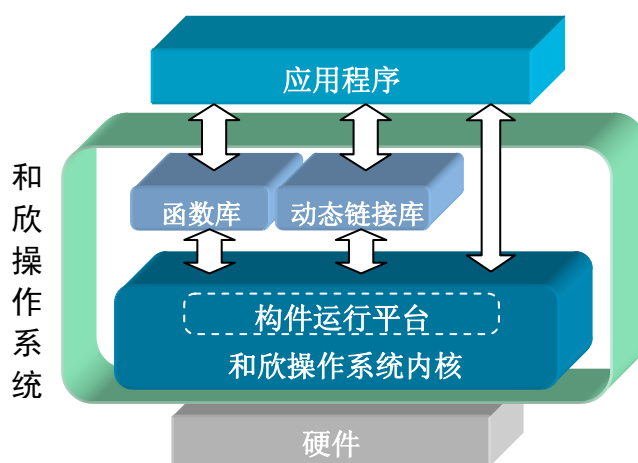 应用程序
和欣操作系统
函数库
动态链接库
构件运行平台
和欣操作系统内核
硬件